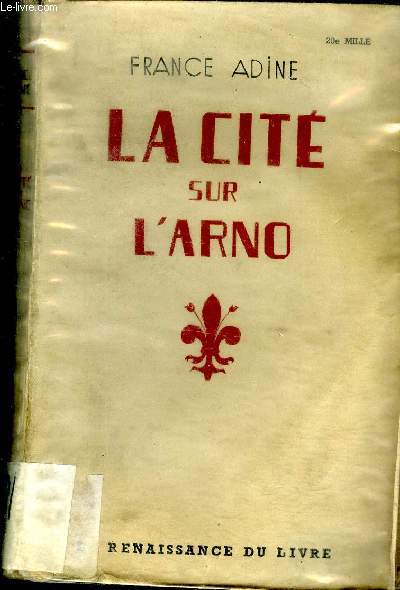 Le-livre.com
20e MILLE
FRANCE ADINE
LA CITÉ
SUR
L'ARNO
RENAISSANCE DU LIVRE